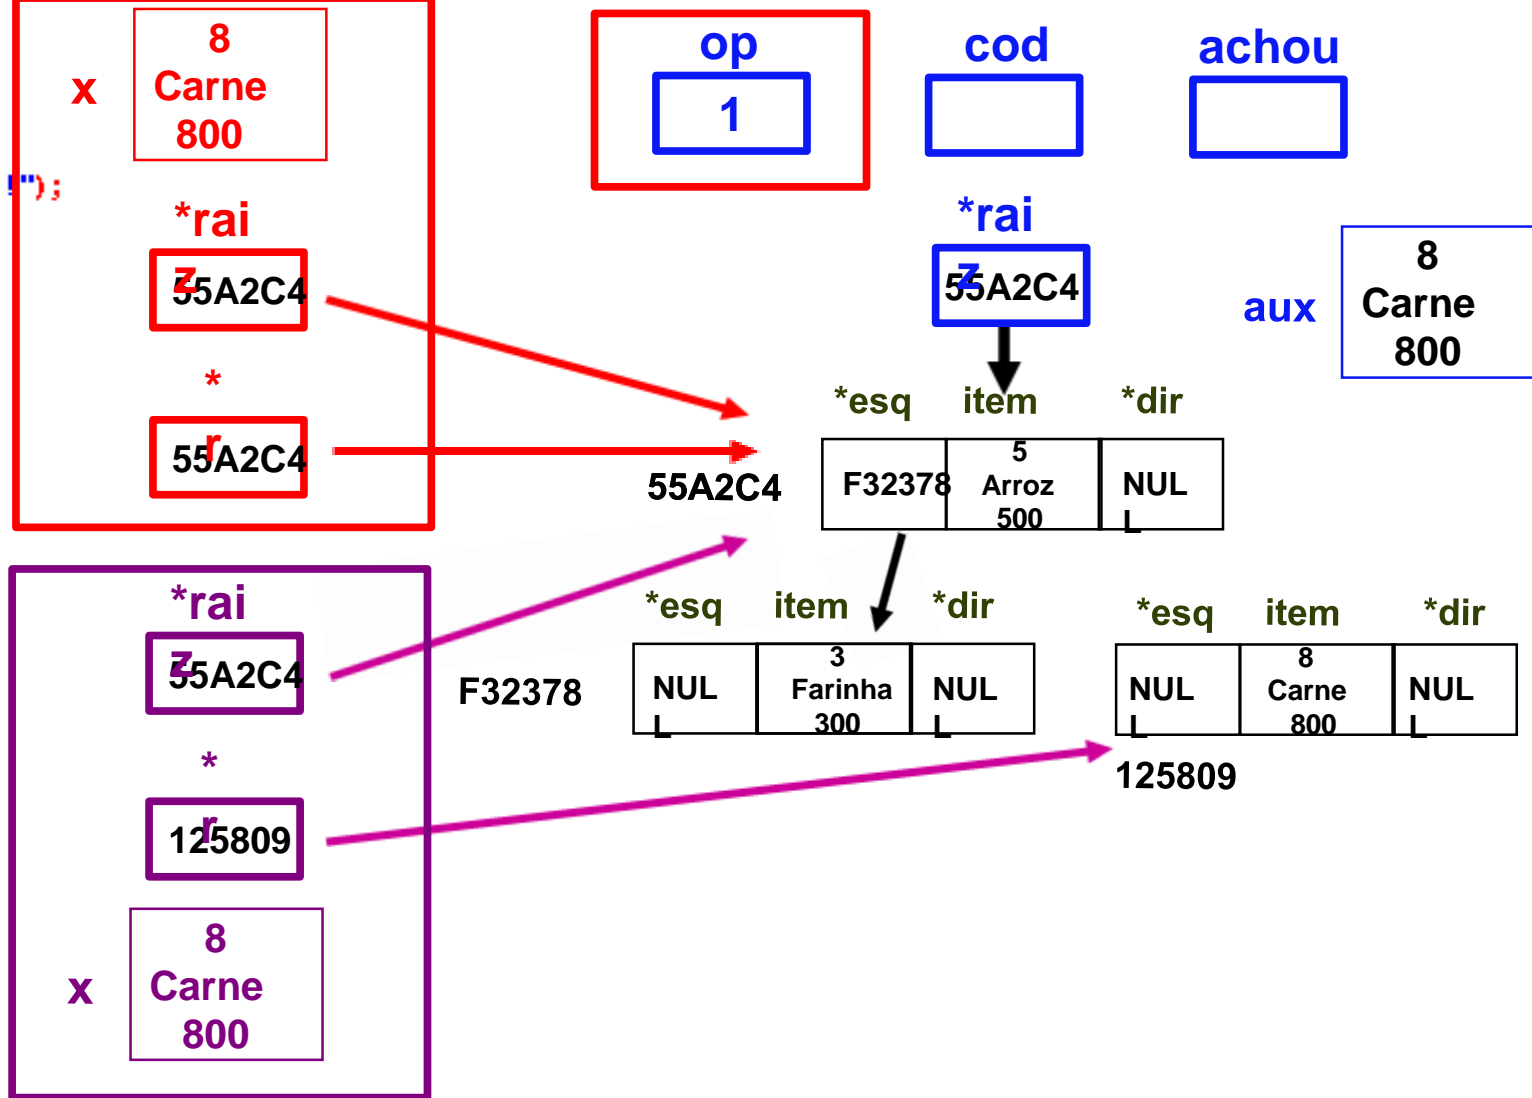 8
x
Carne
800
!");
*rai
z
55A2C4
*
r
55A2C4
op
1
cod
achou
*rai
z
55A2C4
aux
8
Carne
800
*esq
item
*dir
55A2C4
F32378
5
Arroz
500
NUL
L
*rai
z
55A2C4
*
r
125809
8
x
Carne
800
*esq
item
*dir
F32378
NUL
L
3
Farinha
300
NUL
L
*esq
item
*dir
NUL
L
8
Carne
800
NUL
L
125809